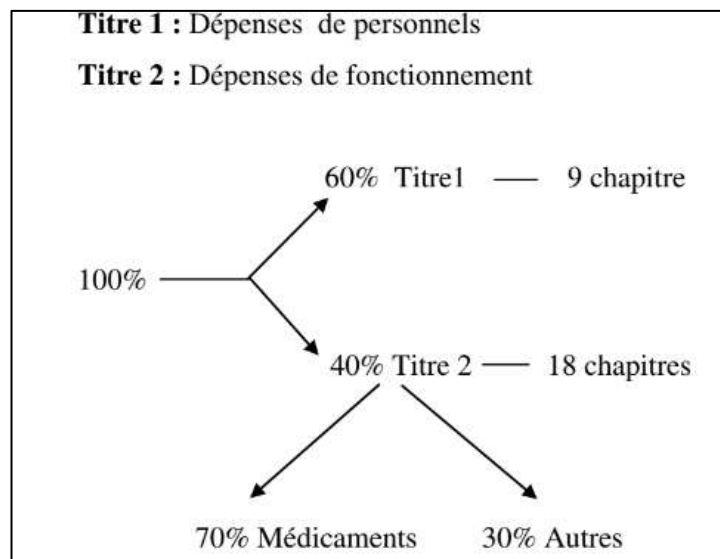 Titre 1 : Dépenses de personnels
Titre 2 : Dépenses de fonctionnement
60% Titre1 9 chapitre
100%
40% Titre 2 18 chapitres
70% Médicaments 30% Autres